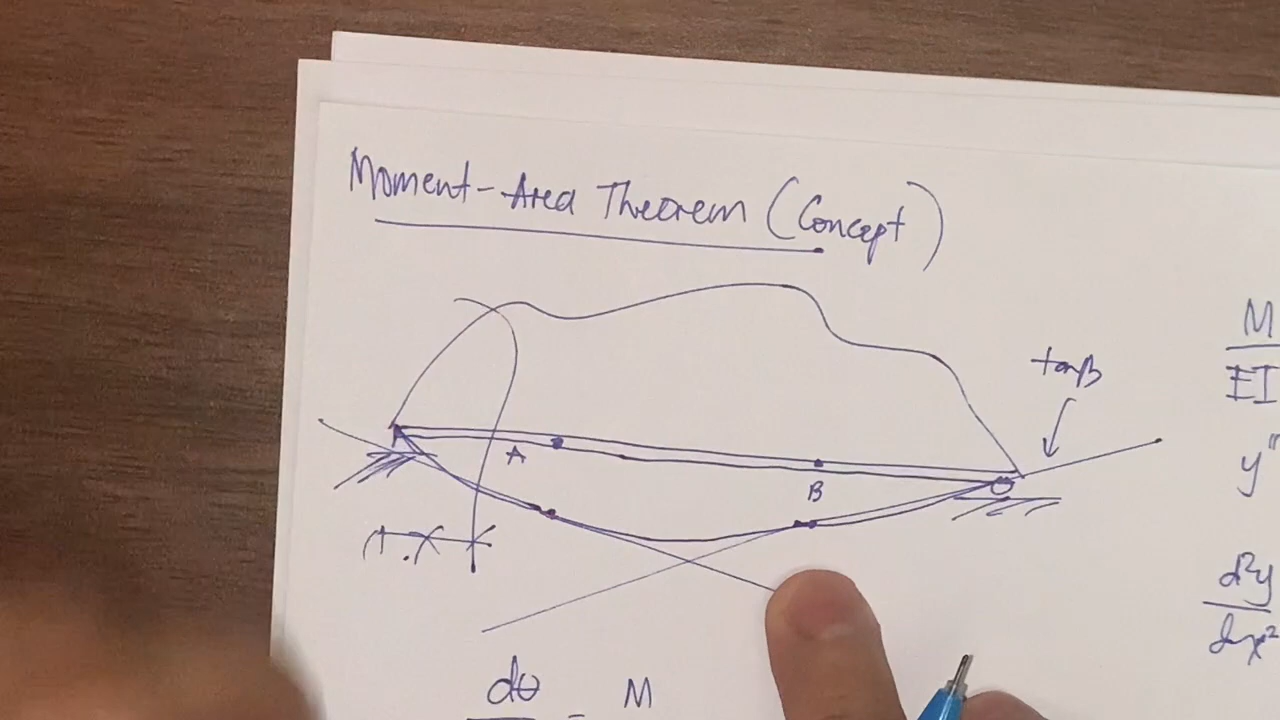 Moment-Area Theorem (Concept)
tanB
A
B
x
M
EI
y"
d²y
dx²
dθ = M